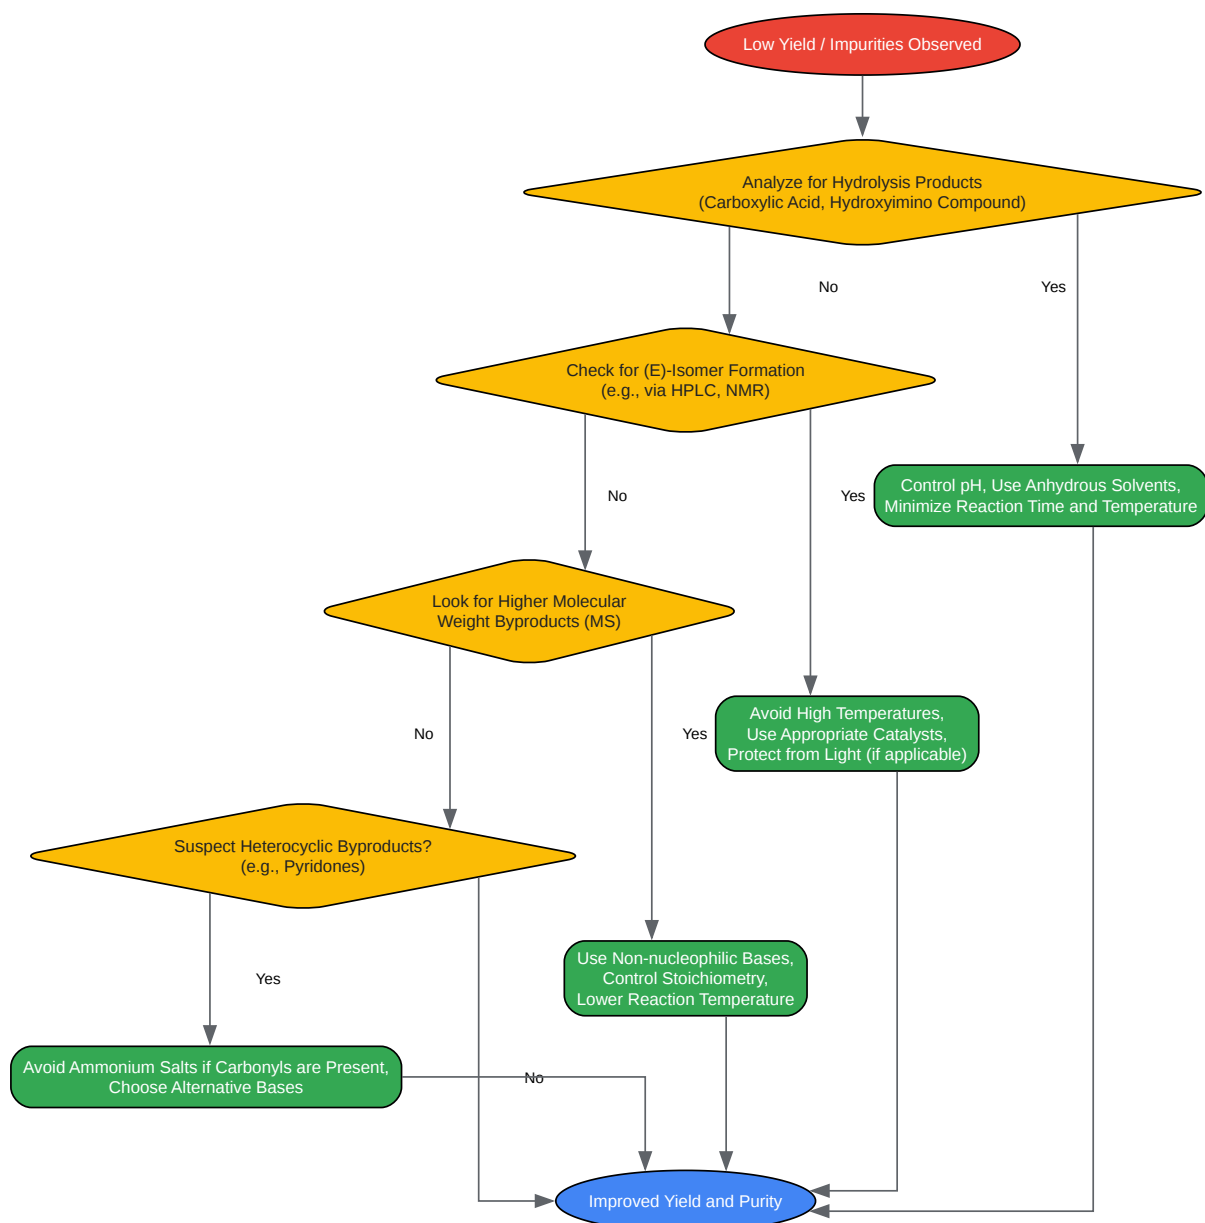 Low Yield / Impurities Observed
Analyze for Hydrolysis Products
(Carboxylic Acid, Hydroxyimino Compound)
No
Yes
Check for (E)-Isomer Formation
(e.g., via HPLC, NMR)
No
Yes
Control pH, Use Anhydrous Solvents,
Minimize Reaction Time and Temperature
Look for Higher Molecular
Weight Byproducts (MS)
No
Yes
Avoid High Temperatures,
Use Appropriate Catalysts,
Protect from Light (if applicable)
Suspect Heterocyclic Byproducts?
(e.g., Pyridones)
Yes
Use Non-nucleophilic Bases,
Control Stoichiometry,
Lower Reaction Temperature
Avoid Ammonium Salts if Carbonyls are Present,
Choose Alternative Bases
No
Improved Yield and Purity